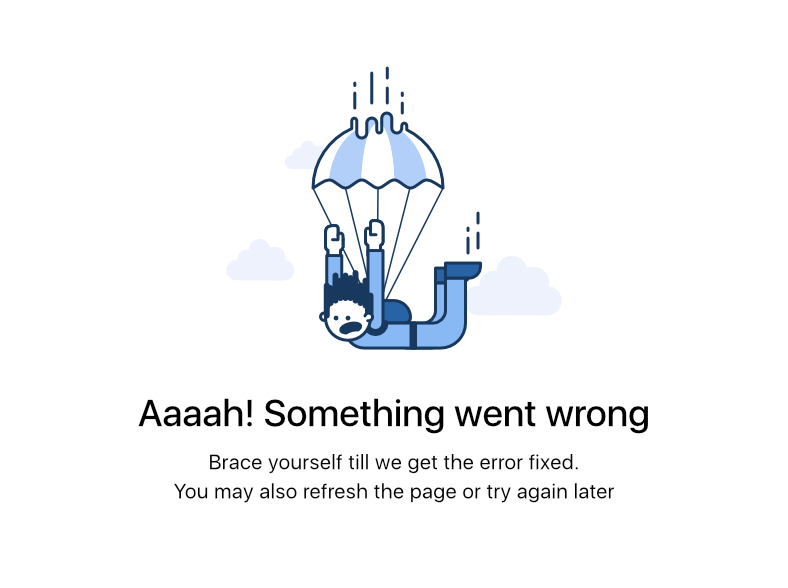 Aaaah! Something went wrong
Brace yourself till we get the error fixed.
You may also refresh the page or try again later